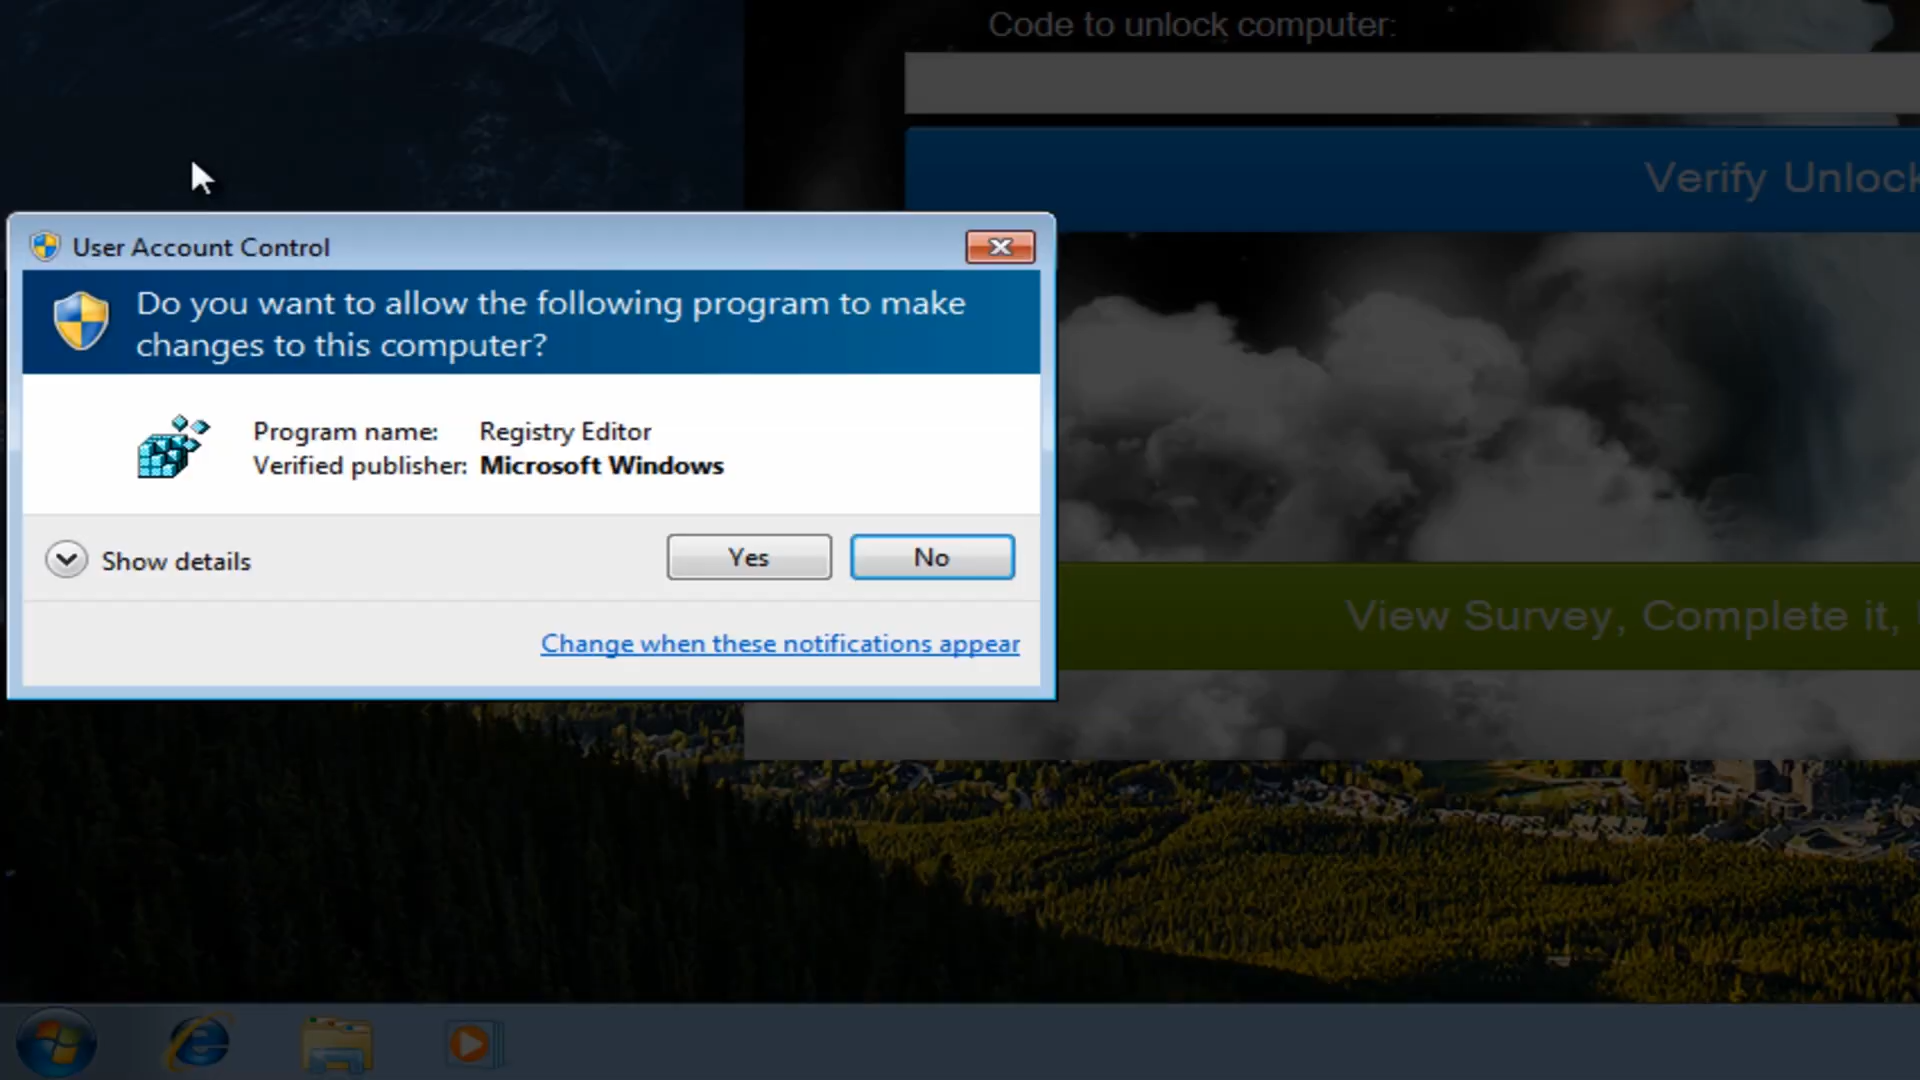 Code to unlock computer:
Verify Unlock
User Account Control
Do you want to allow the following program to make
changes to this computer?
Program name: Registry Editor
Verified publisher: Microsoft Windows
Show details
Yes
No
View Survey, Complete it,
Change when these notifications appear